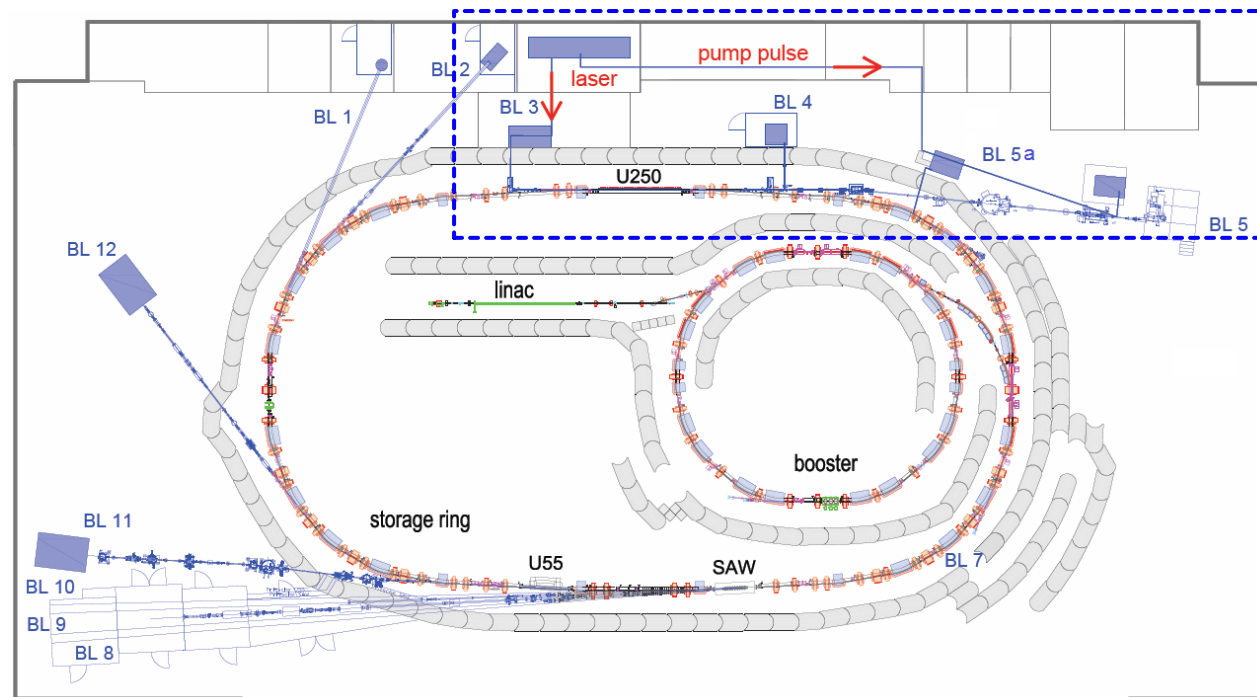 pump pulse
laser
BL 1
BL 2
BL 3
BL 4
BL 5a
BL 5
U250
BL 12
linac
booster
storage ring
BL 11
BL 10
BL 9
BL 8
U55
SAW
BL 7